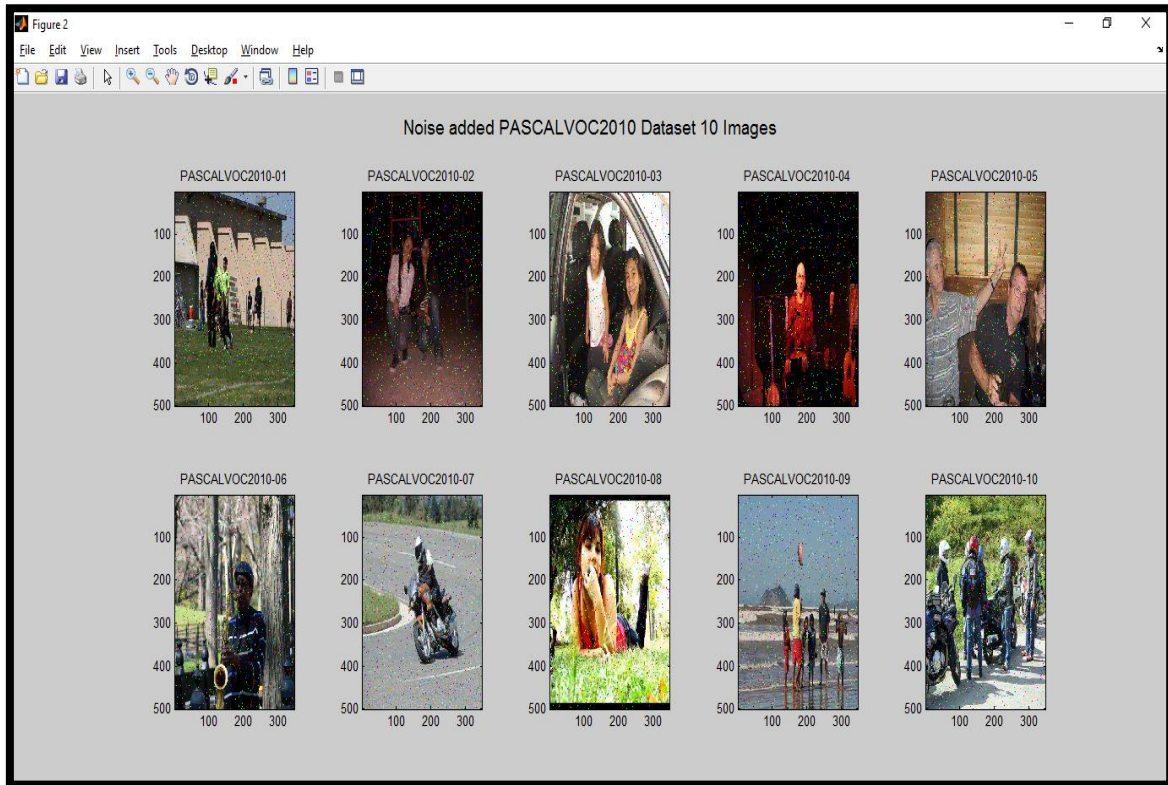 Figure 2
File Edit View Insert Tools Desktop Window Help
Noise added PASCALVOC2010 Dataset 10 Images
PASCALVOC2010-01 PASCALVOC2010-02 PASCALVOC2010-03 PASCALVOC2010-04 PASCALVOC2010-05
100 100 100 100 100
200 200 200 200 200
300 300 300 300 300
400 400 400 400 400
500 500 500 500 500
100 200 300 100 200 300 100 200 300 100 200 300 100 200 300
PASCALVOC2010-06 PASCALVOC2010-07 PASCALVOC2010-08 PASCALVOC2010-09 PASCALVOC2010-10
100 100 100 100 100
200 200 200 200 200
300 300 300 300 300
400 400 400 400 400
500 500 500 500 500
100 200 300 100 200 300 100 200 300 100 200 300 100 200 300